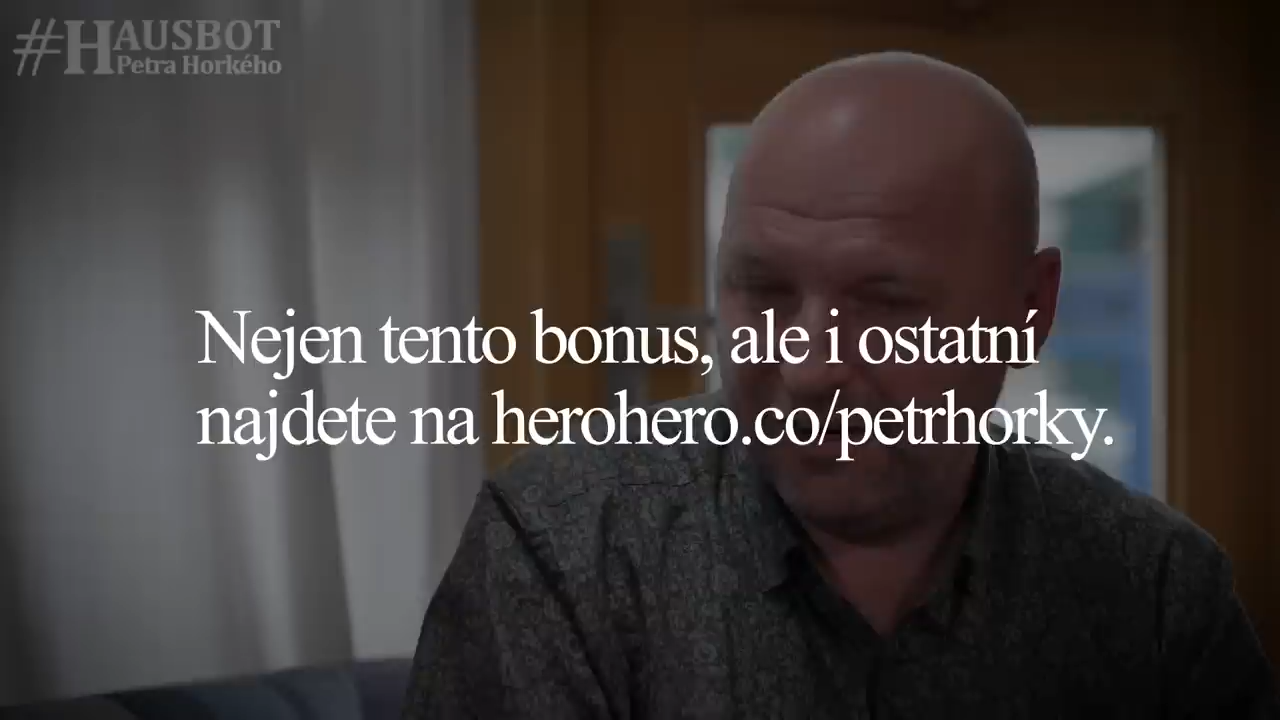 #HAUSBOT
Petra Horkého
Nejen tento bonus, ale i ostatní
najdete na herohero.co/petrhorky.